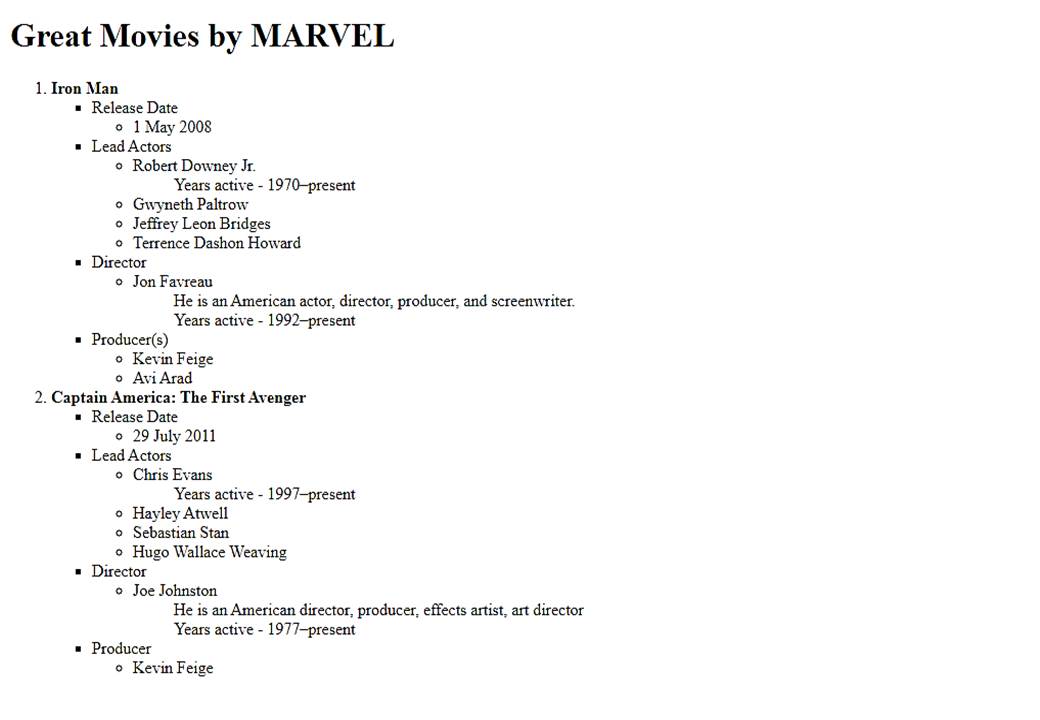 Great Movies by MARVEL
1. Iron Man
Release Date
1 May 2008
Lead Actors
Robert Downey Jr.
Years active - 1970–present
Gwyneth Paltrow
Jeffrey Leon Bridges
Terrence Dashon Howard
Director
Jon Favreau
He is an American actor, director, producer, and screenwriter.
Years active - 1992–present
Producer(s)
Kevin Feige
Avi Arad
2. Captain America: The First Avenger
Release Date
29 July 2011
Lead Actors
Chris Evans
Years active - 1997–present
Hayley Atwell
Sebastian Stan
Hugo Wallace Weaving
Director
Joe Johnston
He is an American director, producer, effects artist, art director
Years active - 1977–present
Producer
Kevin Feige